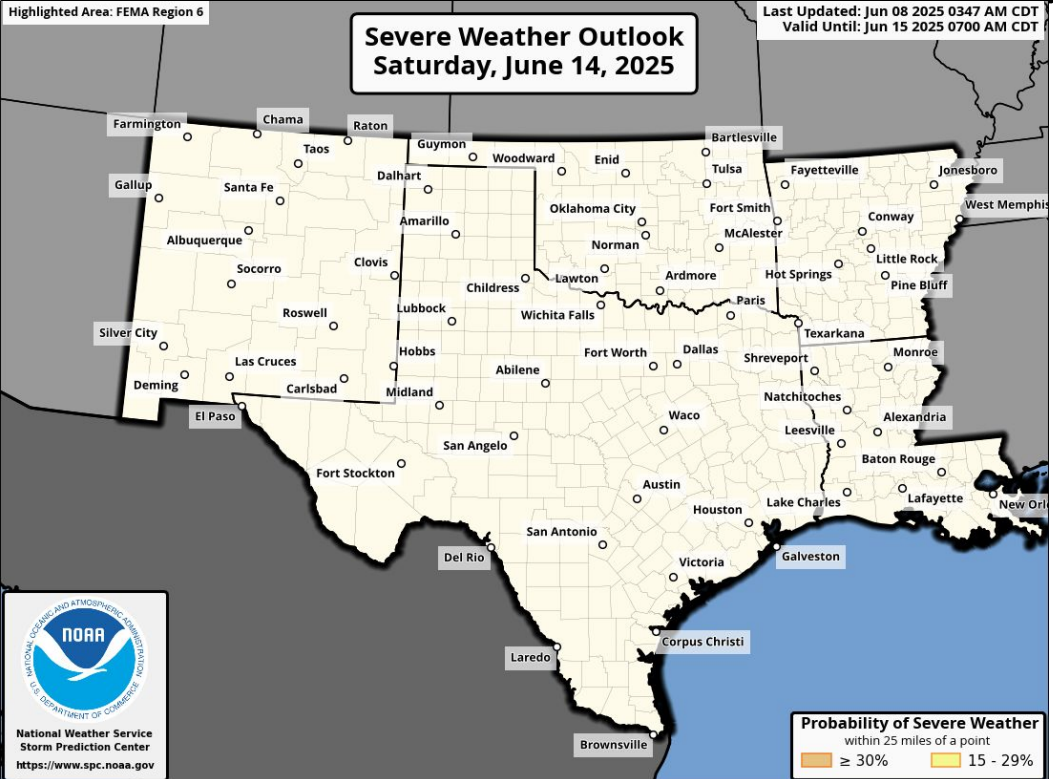 Highlighted Area: FEMA Region 6
Severe Weather Outlook
Saturday, June 14, 2025
Last Updated: Jun 08 2025 0347 AM CDT
Valid Until: Jun 15 2025 0700 AM CDT
Farmington
Chama
Raton
Taos
Guymon
Woodward
Enid
Bartlesville
Tulsa
Fayetteville
Jonesboro
Gallup
Santa Fe
Dalhart
Oklahoma City
Fort Smith
West Memphis
Amarillo
Conway
Albuquerque
Norman
McAlester
Socorro
Clovis
Little Rock
Childress
Lawton
Ardmore
Hot Springs
Pine Bluff
Roswell
Lubbock
Wichita Falls
Paris
Silver City
Texarkana
Las Cruces
Hobbs
Fort Worth
Dallas
Shreveport
Monroe
Deming
Carlsbad
Midland
Abilene
Natchitoches
El Paso
Waco
Alexandria
San Angelo
Leesville
Fort Stockton
Baton Rouge
Austin
Houston
Lake Charles
Lafayette
New Orl
San Antonio
Del Rio
Galveston
Victoria
Corpus Christi
Laredo
Brownsville
NATIONAL OCEANIC AND ATMOSPHERIC ADMINISTRATION
NOAA
U.S. DEPARTMENT OF COMMERCE
National Weather Service
Storm Prediction Center
https://www.spc.noaa.gov
Probability of Severe Weather
within 25 miles of a point
≥ 30%
15 - 29%